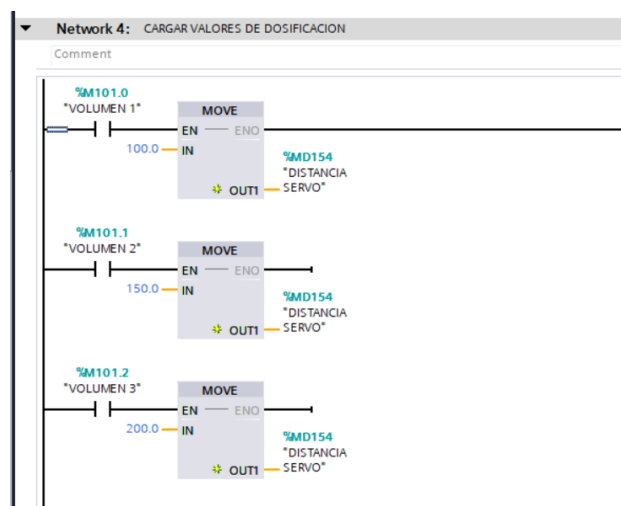 Network 4: CARGAR VALORES DE DOSIFICACION
Comment
%M101.0
"VOLUMEN 1"
MOVE
EN ENO
100.0 IN
%MD154
"DISTANCIA
OUT1 SERVO"
%M101.1
"VOLUMEN 2"
MOVE
EN ENO
150.0 IN
%MD154
"DISTANCIA
OUT1 SERVO"
%M101.2
"VOLUMEN 3"
MOVE
EN ENO
200.0 IN
%MD154
"DISTANCIA
OUT1 SERVO"